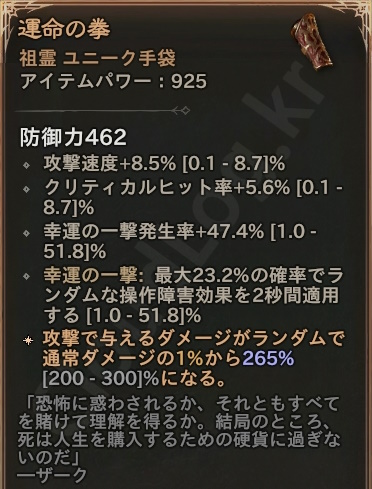 運命の拳
祖霊 ユニーク手袋
アイテムパワー：925
防御力462
攻撃速度+8.5% [0.1 - 8.7]%
クリティカルヒット率+5.6% [0.1 -
8.7]%
幸運の一撃発生率+47.4% [1.0 -
51.8]%
幸運の一撃: 最大23.2%の確率でラ
ンダムな操作障害効果を2秒間適用
する [1.0 - 51.8]%
攻撃で与えるダメージがランダムで
通常ダメージの1%から265%
[200 - 300]%になる。
「恐怖に惑わされるか、それともすべて
を賭けて理解を得るか。結局のところ、
死は人生を購入するための硬貨に過ぎな
いのだ」
―ザーク